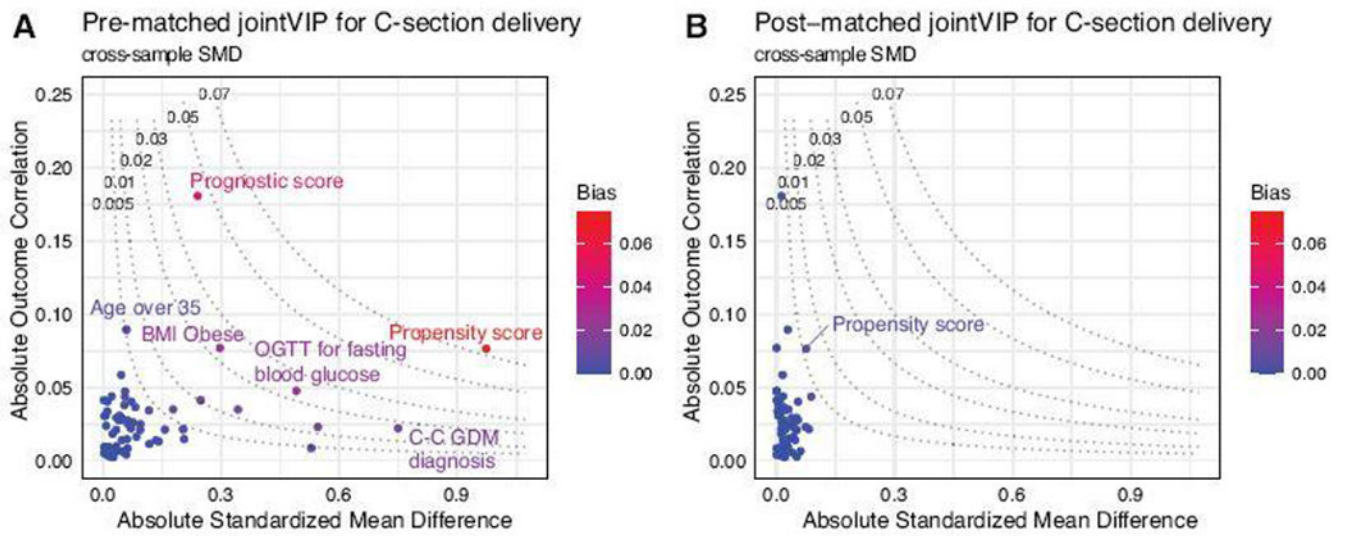 A
Pre-matched jointVIP for C-section delivery
cross-sample SMD
Absolute Outcome Correlation
0.25
0.20
0.15
0.10
0.05
0.00
0.07
0.05
0.03
0.02
0.01
0.005
Prognostic score
Age over 35
BMI Obese
Propensity score
OGTT for fasting
blood glucose
C-C GDM
diagnosis
0.0
0.3
0.6
0.9
Absolute Standardized Mean Difference
Bias
0.06
0.04
0.02
0.00
B
Post–matched jointVIP for C-section delivery
cross-sample SMD
Absolute Outcome Correlation
0.25
0.20
0.15
0.10
0.05
0.00
0.07
0.05
0.03
0.02
0.01
0.005
Propensity score
0.0
0.3
0.6
0.9
Absolute Standardized Mean Difference
Bias
0.06
0.04
0.02
0.00